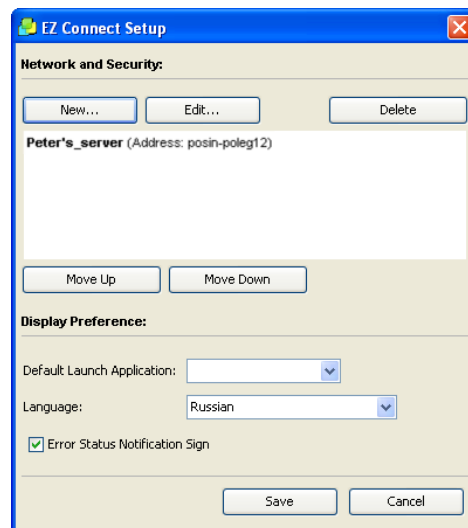 EZ Connect Setup
Network and Security:
New... Edit... Delete
Peter's_server (Address: posin-poleg12)
Move Up Move Down
Display Preference:
Default Launch Application:
Language: Russian
Error Status Notification Sign
Save Cancel